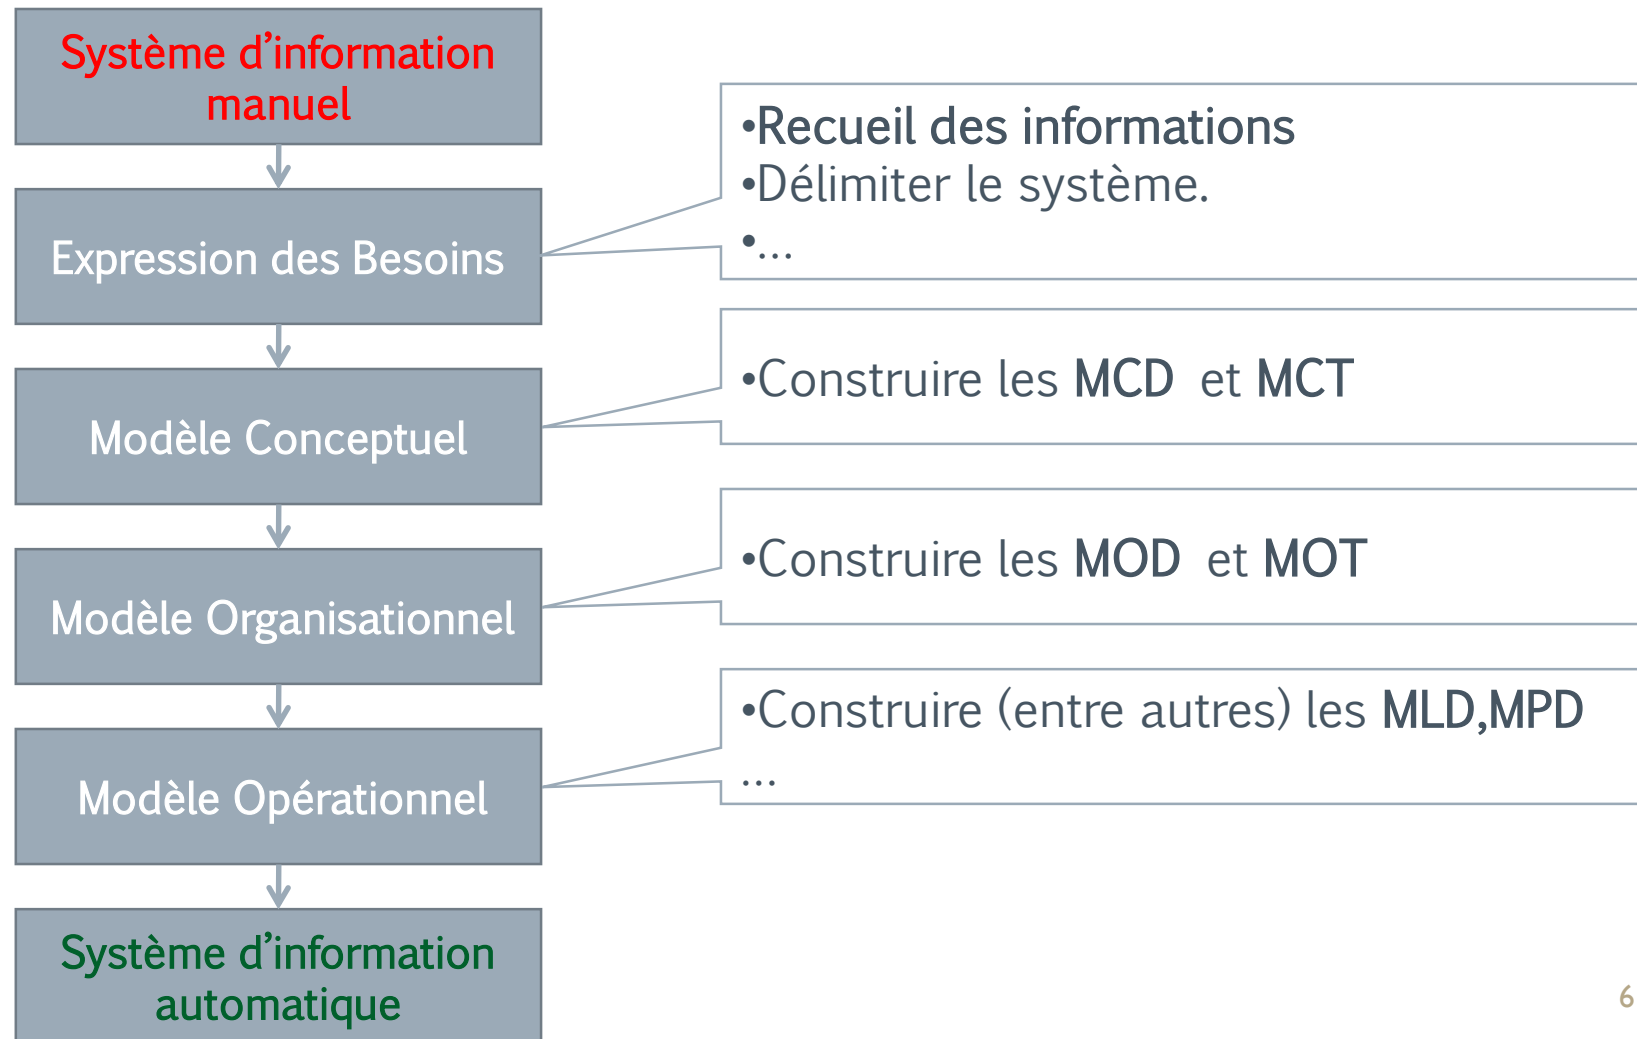 Système d'information
manuel
•Recueil des informations
•Délimiter le système.
•...
Expression des Besoins
•Construire les MCD et MCT
Modèle Conceptuel
•Construire les MOD et MOT
Modèle Organisationnel
•Construire (entre autres) les MLD,MPD
...
Modèle Opérationnel
Système d'information
automatique
6